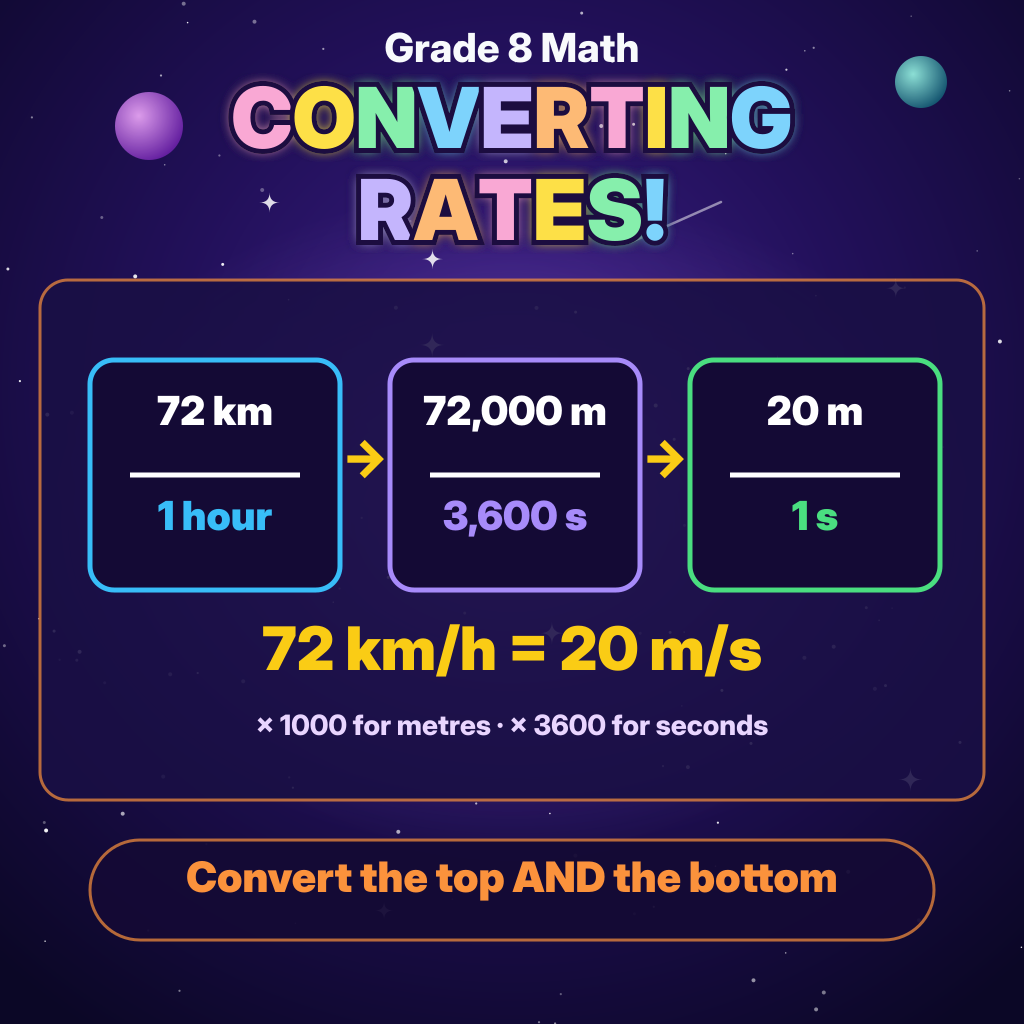 Grade 8 Math
CONVERTING
RATES!
72 km
1 hour
→
72,000 m
3,600 s
→
20 m
1 s
72 km/h = 20 m/s
× 1000 for metres · × 3600 for seconds
Convert the top AND the bottom